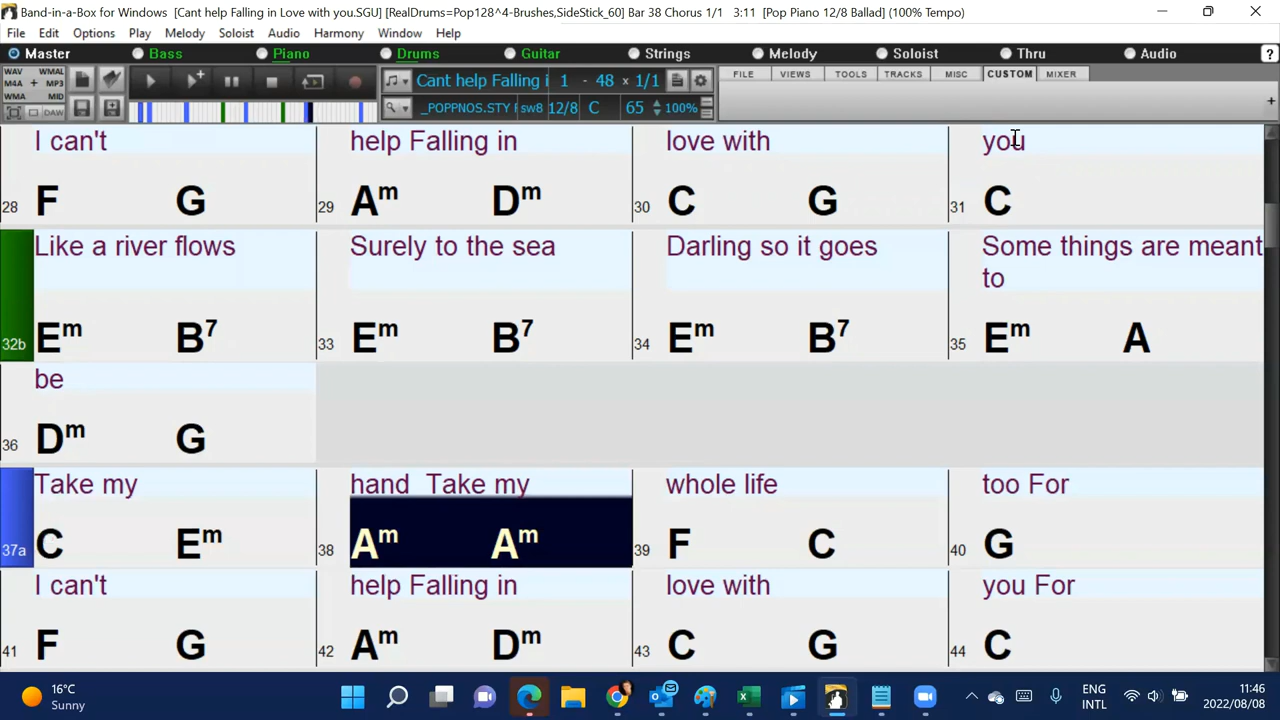 Band-in-a-Box for Windows [Cant help Falling in Love with you.SGU] [RealDrums=Pop128^4-Brushes,SideStick_60] Bar 38 Chorus 1/1 3:11 [Pop Piano 12/8 Ballad] (100% Tempo)
File Edit Options Play Melody Soloist Audio Harmony Window Help
Master Bass Piano Drums Guitar Strings Melody Soloist Thru Audio ?
WAV WMAL
M4A + MP3
WMA MID
DAW
Cant help Falling i 1 - 48 x 1/1
_POPPNOS.STY F sw8 12/8 C 65 100%
FILE VIEWS TOOLS TRACKS MISC CUSTOM MIXER
+
I can't help Falling in love with you
28 F G 29 Am Dm 30 C G 31 C
Like a river flows Surely to the sea Darling so it goes Some things are meant
to
32b Em B7 33 Em B7 34 Em B7 35 Em A
be
36 Dm G
Take my hand Take my whole life too For
37a C Em 38 Am Am 39 F C 40 G
I can't help Falling in love with you For
41 F G 42 Am Dm 43 C G 44 C
16°C
Sunny
ENG
INTL
11:46
2022/08/08